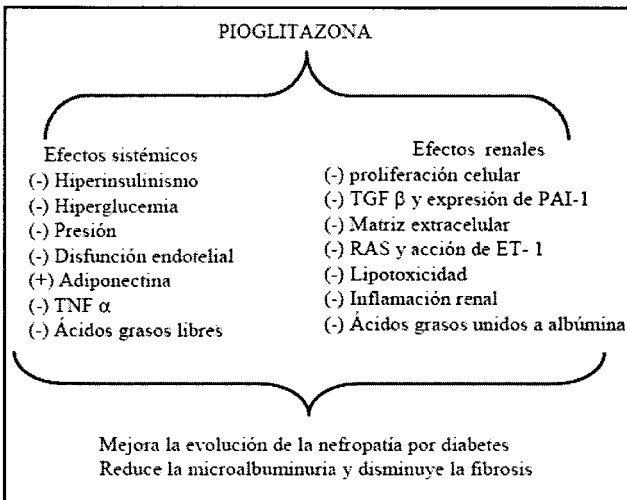 PIOGLITAZONA
Efectos sistémicos
(-) Hiperinsulinismo
(-) Hiperglucemia
(-) Presión
(-) Disfunción endotelial
(+) Adiponectina
(-) TNF α
(-) Ácidos grasos libres
Efectos renales
(-) proliferación celular
(-) TGF β y expresión de PAI-1
(-) Matriz extracelular
(-) RAS y acción de ET- 1
(-) Lipotoxicidad
(-) Inflamación renal
(-) Ácidos grasos unidos a albúmina
Mejora la evolución de la nefropatía por diabetes
Reduce la microalbuminuria y disminuye la fibrosis